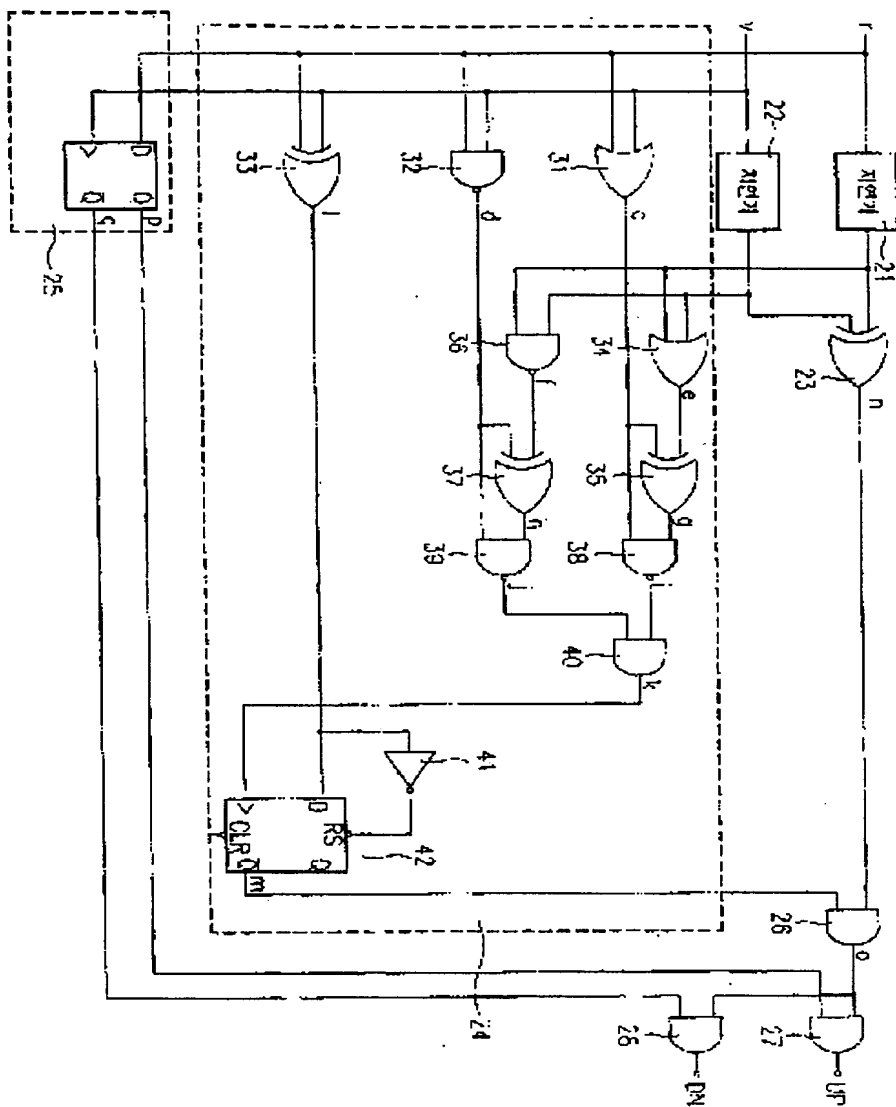 r
v
22
지연기
지연기
21
23
n
31
c
32
d
33
l
34
e
35
g
36
f
37
h
38
i
39
j
40
k
41
42
D
Q
RS
CLR
Q
m
24
25
D
Q
Q
p
q
26
o
27
28
UP
DN